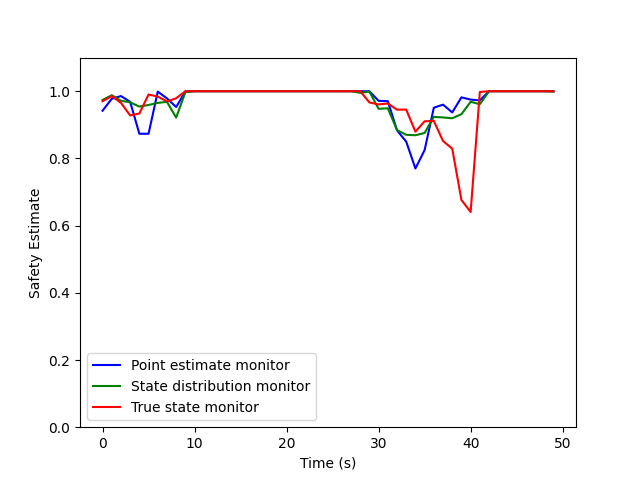 1.0
0.8
0.6
0.4
0.2
0.0
Safety Estimate
Point estimate monitor
State distribution monitor
True state monitor
0 10 20 30 40 50
Time (s)